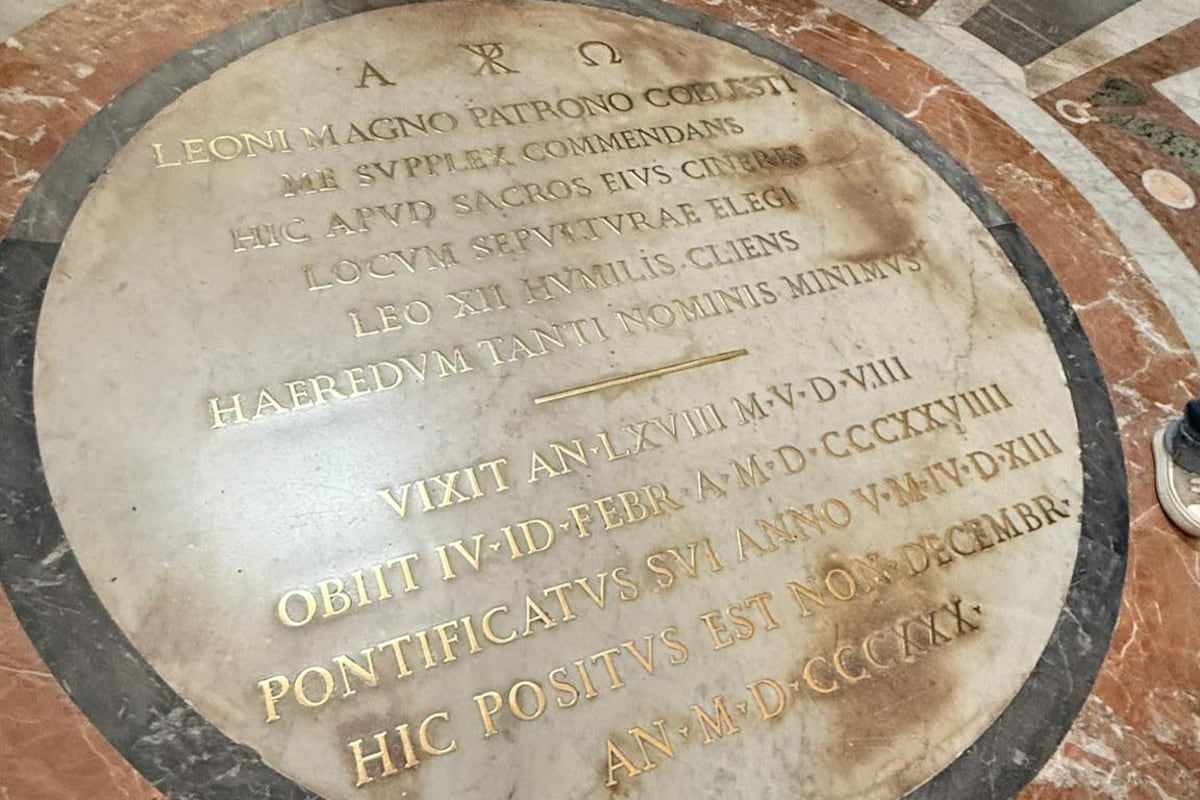 Α ☧ Ω
LEONI MAGNO PATRONO COELESTI
ME SVPPLEX COMMENDANS
HIC APVD SACROS EIVS CINERES
LOCVM SEPVLTVRAE ELEGI
LEO XII HVMILIS CLIENS
HAEREDVM TANTI NOMINIS MINIMVS
VIXIT AN·LXVIII M·V·D·VIII
OBIIT IV·ID·FEBR·A·M·D·CCCXXVIIII
PONTIFICATVS SVI ANNO V·M·IV·D·XIII
HIC POSITVS EST NON·DECEMBR·
AN·M·D·CCCXXX·